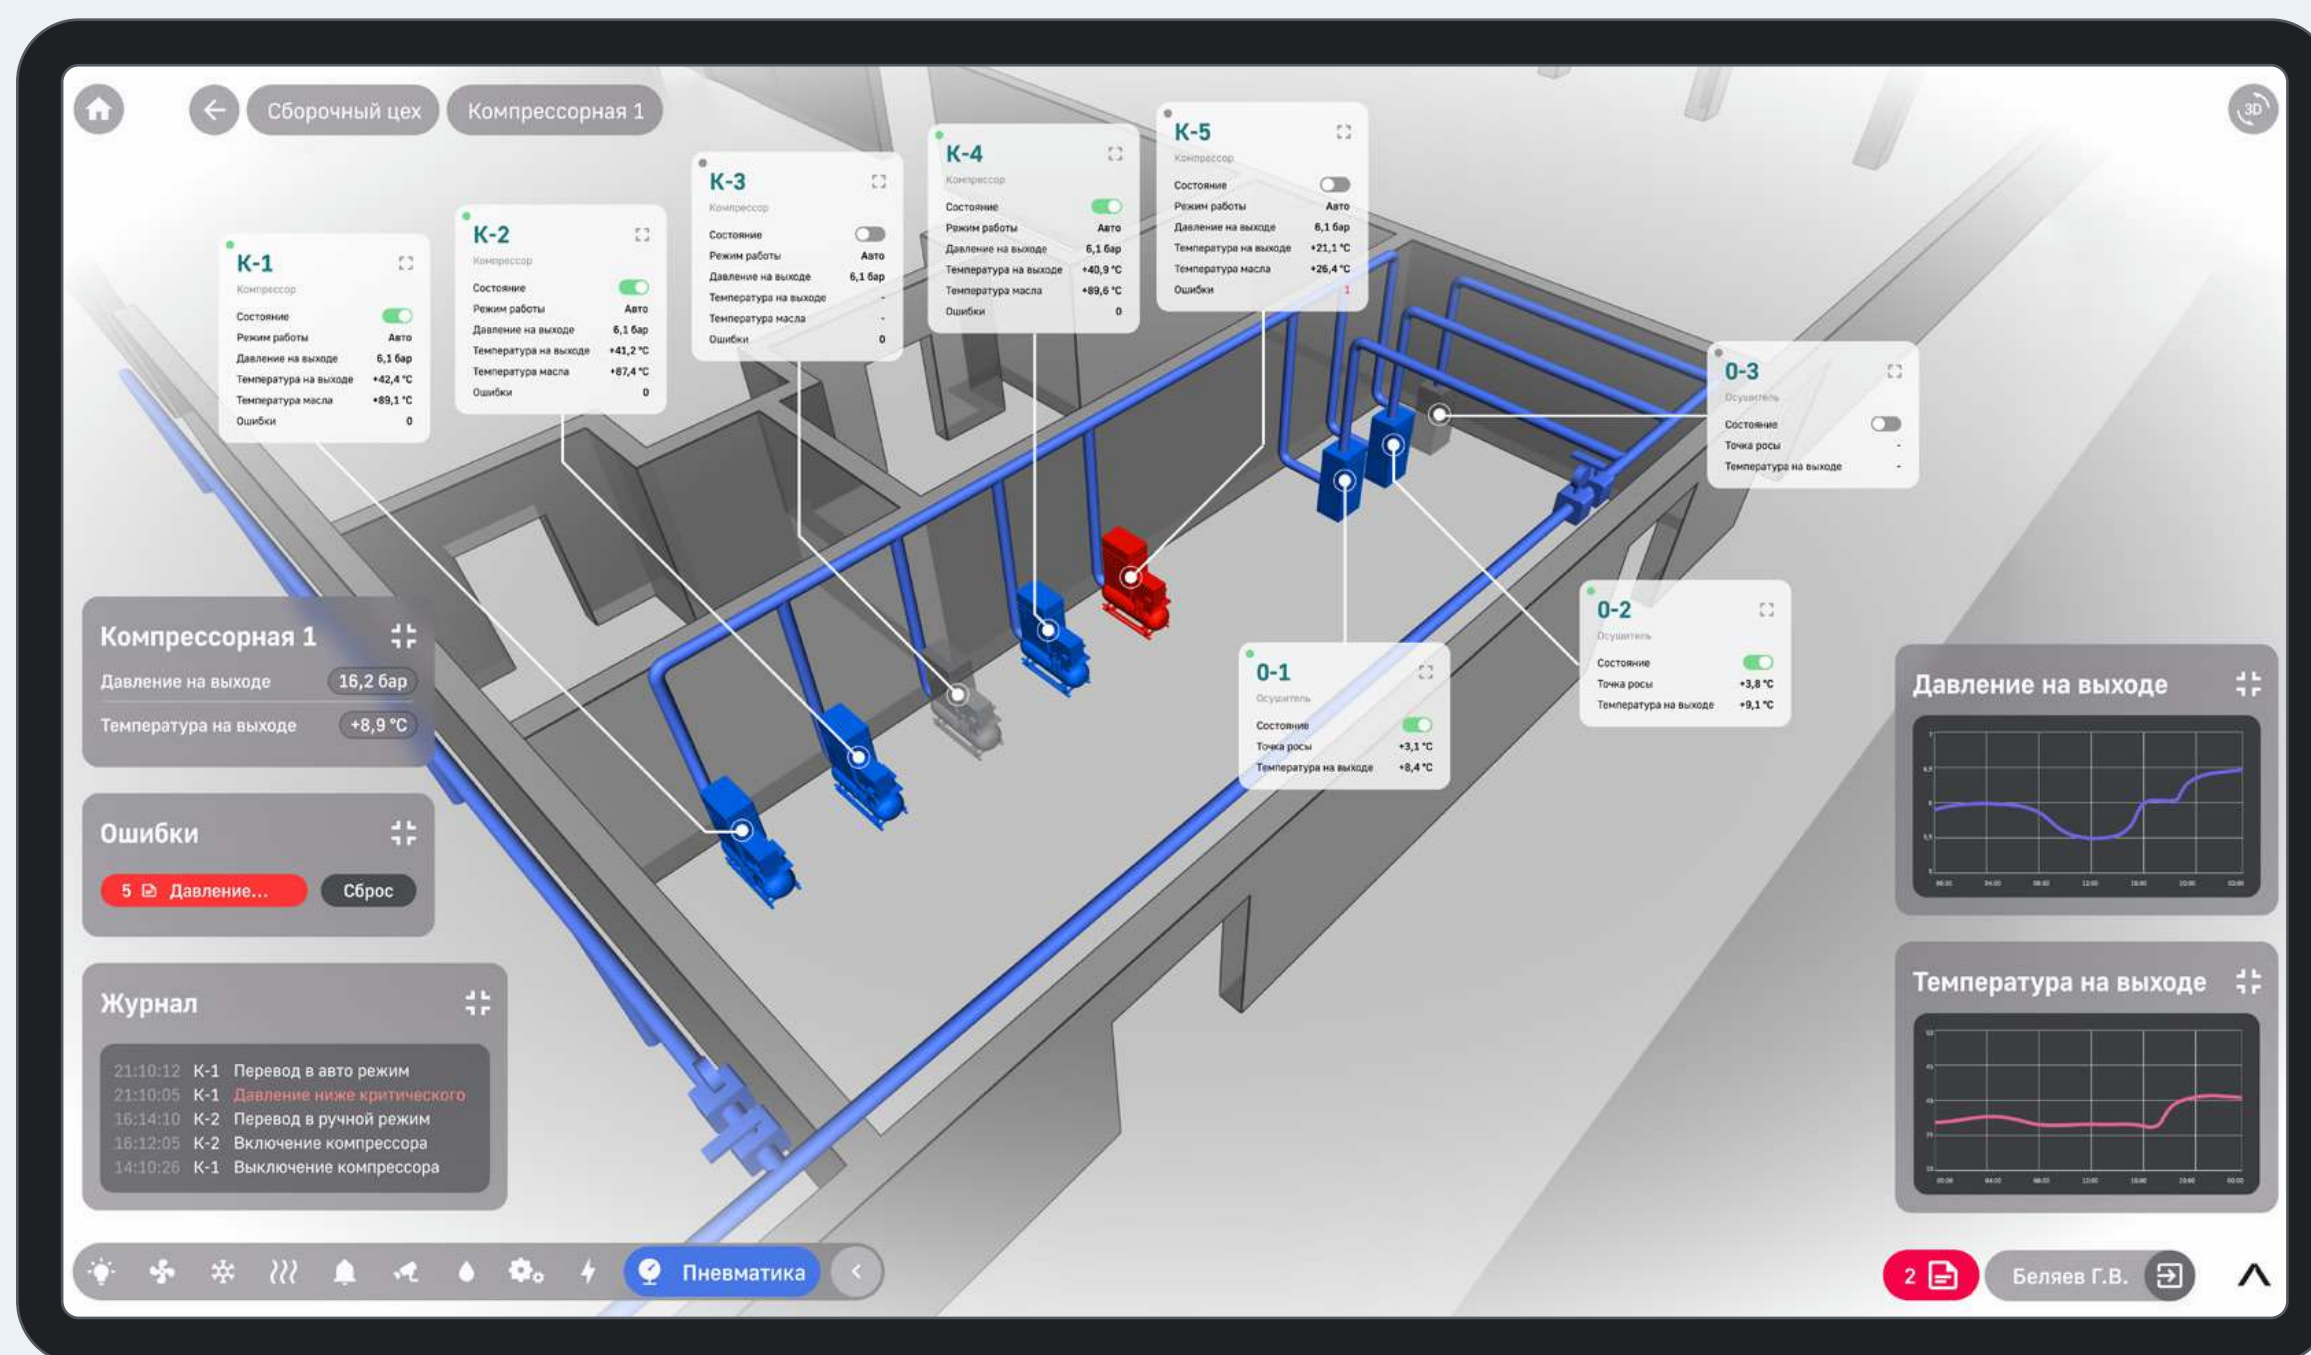 Сборочный цех
Компрессорная 1
3D
К-1
Компрессор
Состояние
Режим работы Авто
Давление на выходе 6,1 бар
Температура на выходе +42,4 °C
Температура масла +89,1 °C
Ошибки 0
К-2
Компрессор
Состояние
Режим работы Авто
Давление на выходе 6,1 бар
Температура на выходе +41,2 °C
Температура масла +87,4 °C
Ошибки 0
К-3
Компрессор
Состояние
Режим работы Авто
Давление на выходе 6,1 бар
Температура на выходе -
Температура масла -
Ошибки 0
К-4
Компрессор
Состояние
Режим работы Авто
Давление на выходе 6,1 бар
Температура на выходе +40,9 °C
Температура масла +89,6 °C
Ошибки 0
К-5
Компрессор
Состояние
Режим работы Авто
Давление на выходе 6,1 бар
Температура на выходе +21,1 °C
Температура масла +26,4 °C
Ошибки 1
О-3
Осушитель
Состояние
Точка росы -
Температура на выходе -
О-2
Осушитель
Состояние
Точка росы +3,8 °C
Температура на выходе +9,1 °C
О-1
Осушитель
Состояние
Точка росы +3,1 °C
Температура на выходе +8,4 °C
Компрессорная 1
Давление на выходе 16,2 бар
Температура на выходе +8,9 °C
Ошибки
5 Давление... Сброс
Журнал
21:10:12 К-1 Перевод в авто режим
21:10:05 К-1 Давление ниже критического
16:14:10 К-2 Перевод в ручной режим
16:12:05 К-2 Включение компрессора
14:10:26 К-1 Выключение компрессора
Давление на выходе
Температура на выходе
Пневматика
2
Беляев Г.В.